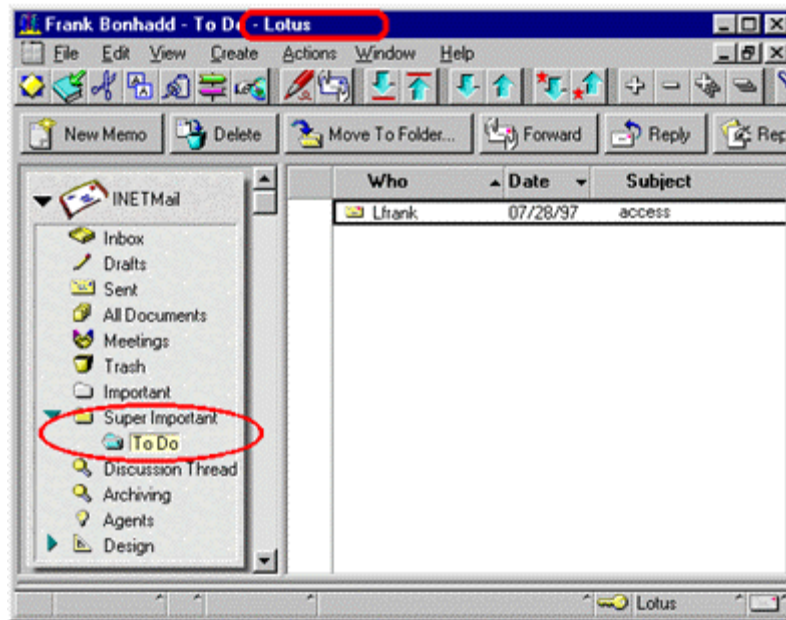 Frank Bonhadd - To Do - Lotus
File Edit View Create Actions Window Help
New Memo Delete Move To Folder... Forward Reply Rep
INETMail
Who Date Subject
Lfrank 07/28/97 access
Inbox
Drafts
Sent
All Documents
Meetings
Trash
Important
Super Important
To Do
Discussion Thread
Archiving
Agents
Design
Lotus